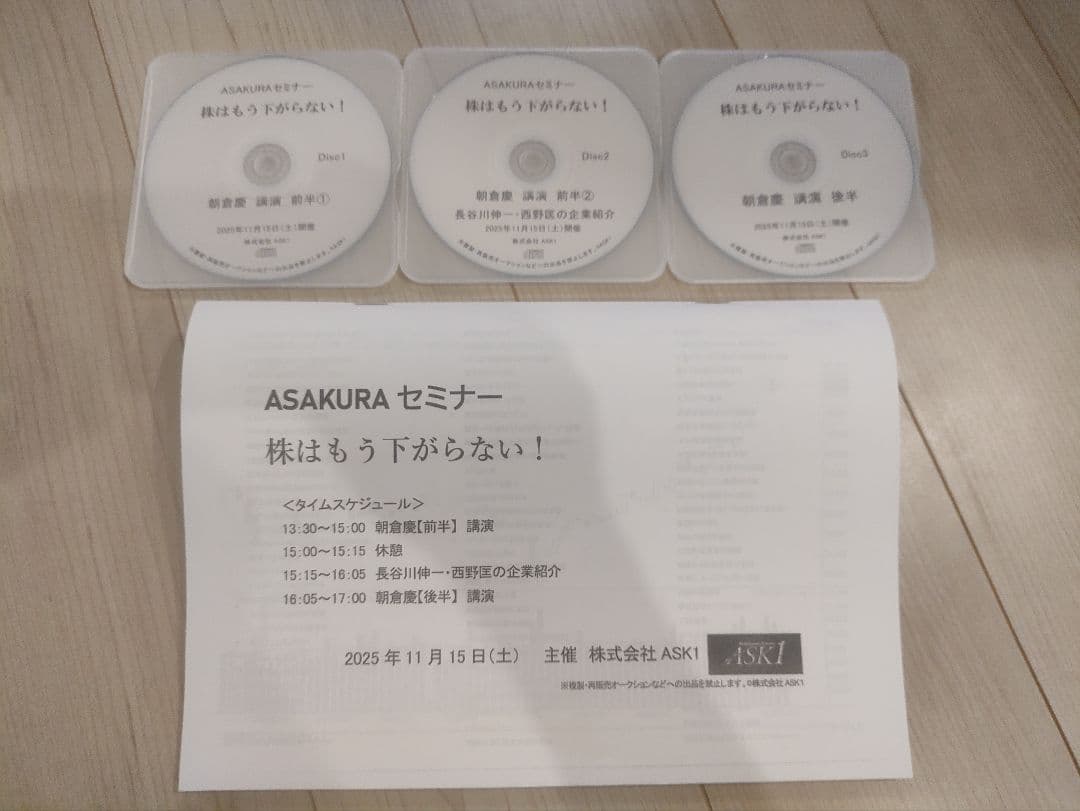 ASAKURAセミナー
株はもう下がらない！
Disc1
朝倉慶 講演 前半①
2025年11月15日(土)開催
株式会社 ASK1
ASAKURAセミナー
株はもう下がらない！
Disc2
朝倉慶 講演 前半②
長谷川伸一・西野匡の企業紹介
2025年11月15日(土)開催
株式会社 ASK1
ASAKURAセミナー
株はもう下がらない！
Disc3
朝倉慶 講演 後半
2025年11月15日(土)開催
株式会社 ASK1
ASAKURA セミナー
株はもう下がらない！
＜タイムスケジュール＞
13:30～15:00 朝倉慶【前半】 講演
15:00～15:15 休憩
15:15～16:05 長谷川伸一・西野匡の企業紹介
16:05～17:00 朝倉慶【後半】 講演
2025 年 11 月 15 日（土） 主催 株式会社 ASK1
ASK1
※複製・再販売オークションなどへの出品を禁止します。©株式会社 ASK1